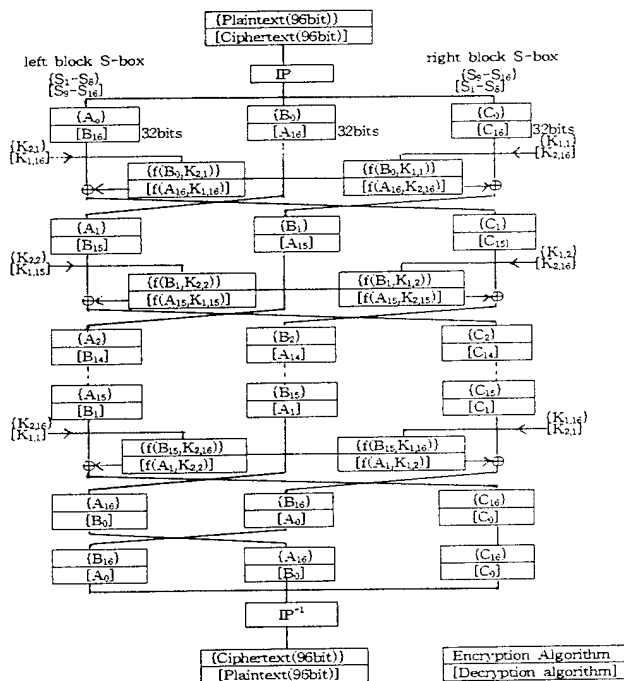 {Plaintext(96bit)}
[Ciphertext(96bit)]
left block S-box
right block S-box
IP
{S₁-S₈}
[S₉-S₁₆]
{S₉-S₁₆}
[S₁-S₈]
{A₀}
[B₁₆]
32bits
{B₀}
[A₁₆]
32bits
{C₀}
[C₁₆]
32bits
{K₂,₁}
[K₁,₁₆]
{K₁,₁}
[K₂,₁₆]
{f(B₀,K₂,₁)}
[f(A₁₆,K₁,₁₆)]
{f(B₀,K₁,₁)}
[f(A₁₆,K₂,₁₆)]
{A₁}
[B₁₅]
{B₁}
[A₁₅]
{C₁}
[C₁₅]
{K₂,₂}
[K₁,₁₅]
{K₁,₂}
[K₂,₁₆]
{f(B₁,K₂,₂)}
[f(A₁₅,K₁,₁₅)]
{f(B₁,K₁,₂)}
[f(A₁₅,K₂,₁₅)]
{A₂}
[B₁₄]
{B₂}
[A₁₄]
{C₂}
[C₁₄]
{A₁₅}
[B₁]
{B₁₅}
[A₁]
{C₁₅}
[C₁]
{K₂,₁₆}
[K₁,₁]
{K₁,₁₆}
[K₂,₁]
{f(B₁₅,K₂,₁₆)}
[f(A₁,K₂,₂)]
{f(B₁₅,K₁,₁₆)}
[f(A₁,K₁,₂)]
{A₁₆}
[B₀]
{B₁₆}
[A₀]
{C₁₆}
[C₀]
{B₁₆}
[A₀]
{A₁₆}
[B₀]
{C₁₆}
[C₀]
IP⁻¹
{Ciphertext(96bit)}
[Plaintext(96bit)]
Encryption Algorithm
[Decryption algorithm]